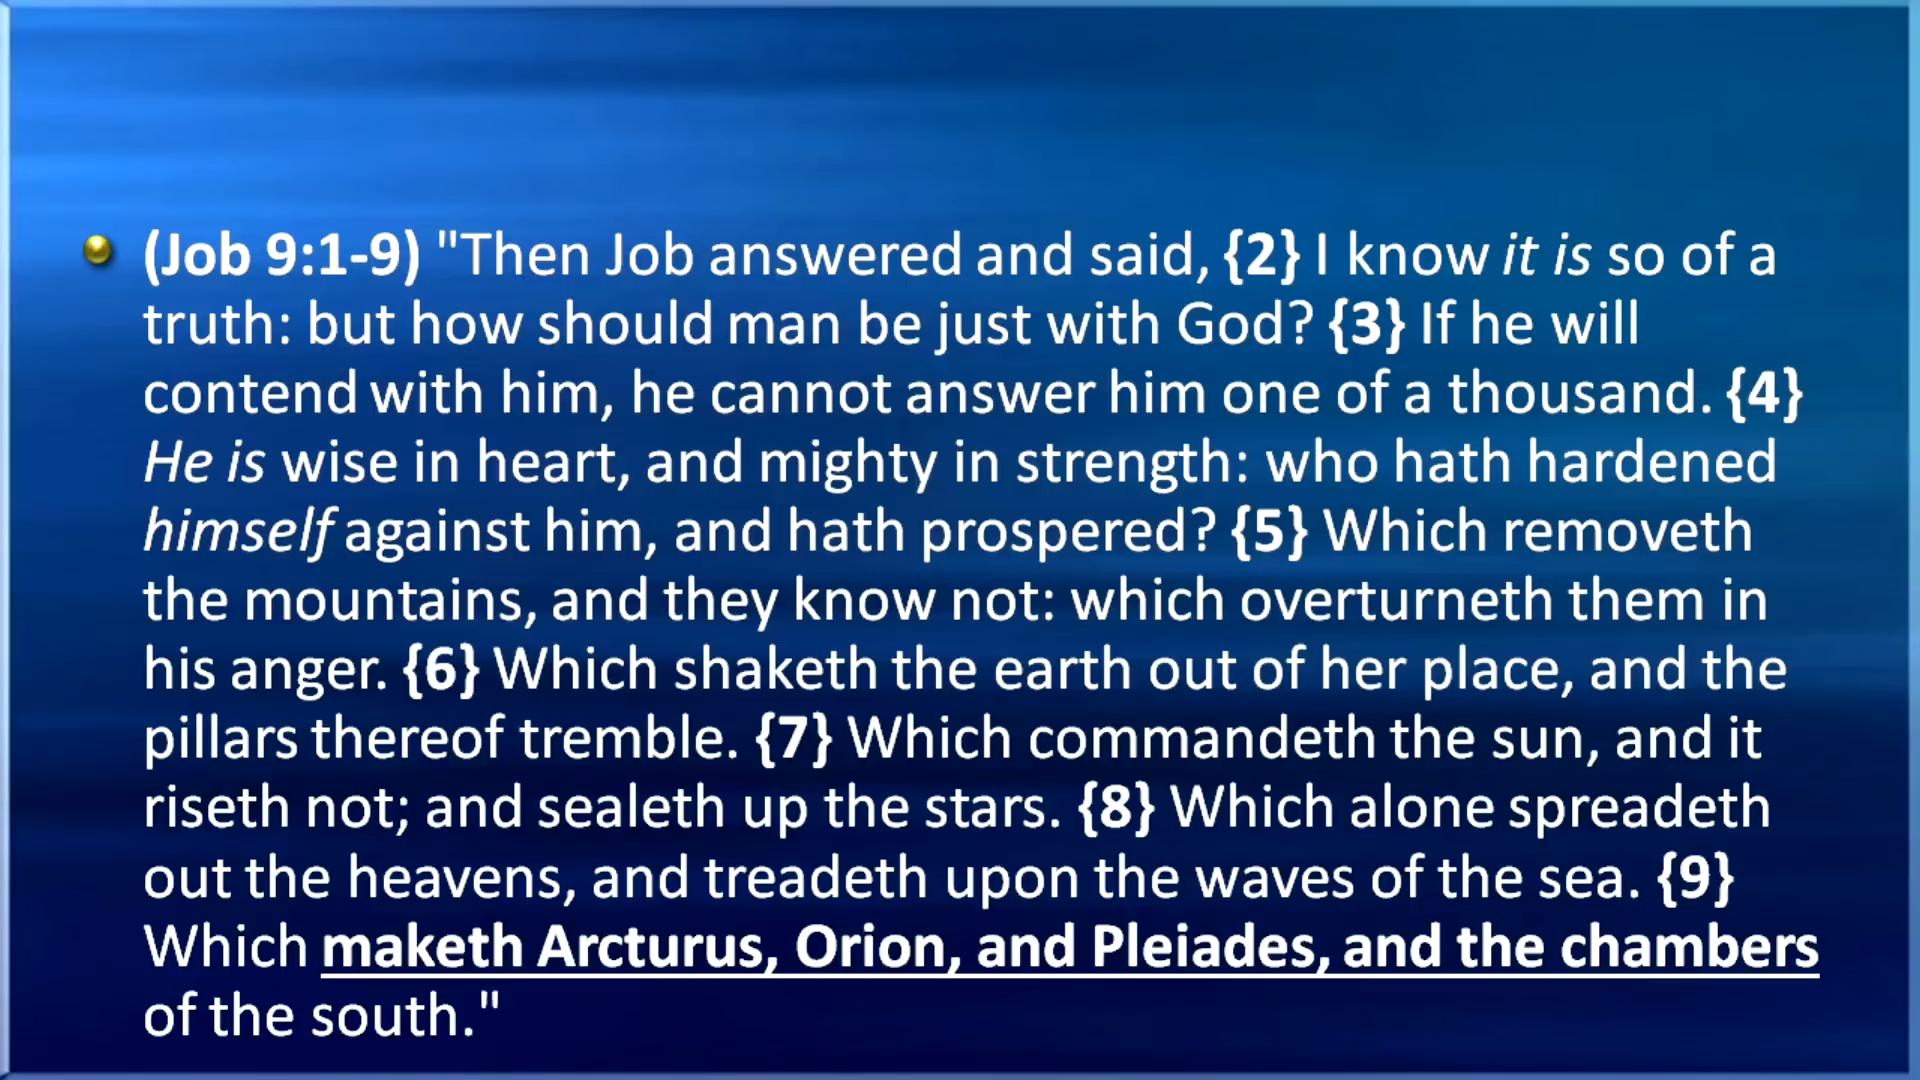 (Job 9:1-9) "Then Job answered and said, {2} I know it is so of a
truth: but how should man be just with God? {3} If he will
contend with him, he cannot answer him one of a thousand. {4}
He is wise in heart, and mighty in strength: who hath hardened
himself against him, and hath prospered? {5} Which removeth
the mountains, and they know not: which overturneth them in
his anger. {6} Which shaketh the earth out of her place, and the
pillars thereof tremble. {7} Which commandeth the sun, and it
riseth not; and sealeth up the stars. {8} Which alone spreadeth
out the heavens, and treadeth upon the waves of the sea. {9}
Which maketh Arcturus, Orion, and Pleiades, and the chambers
of the south."